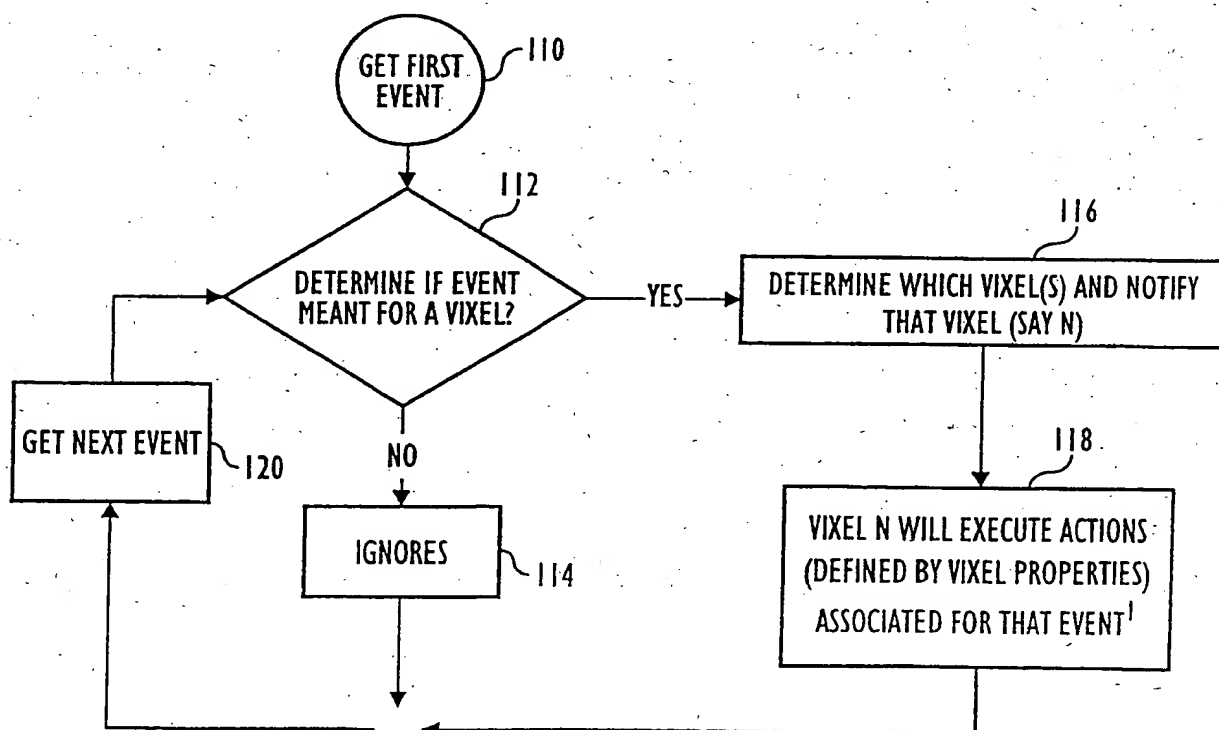 GET FIRST
EVENT
110
112
DETERMINE IF EVENT
MEANT FOR A VIXEL?
YES
116
DETERMINE WHICH VIXEL(S) AND NOTIFY
THAT VIXEL (SAY N)
GET NEXT EVENT
120
NO
IGNORES
114
118
VIXEL N WILL EXECUTE ACTIONS
(DEFINED BY VIXEL PROPERTIES)
ASSOCIATED FOR THAT EVENT¹